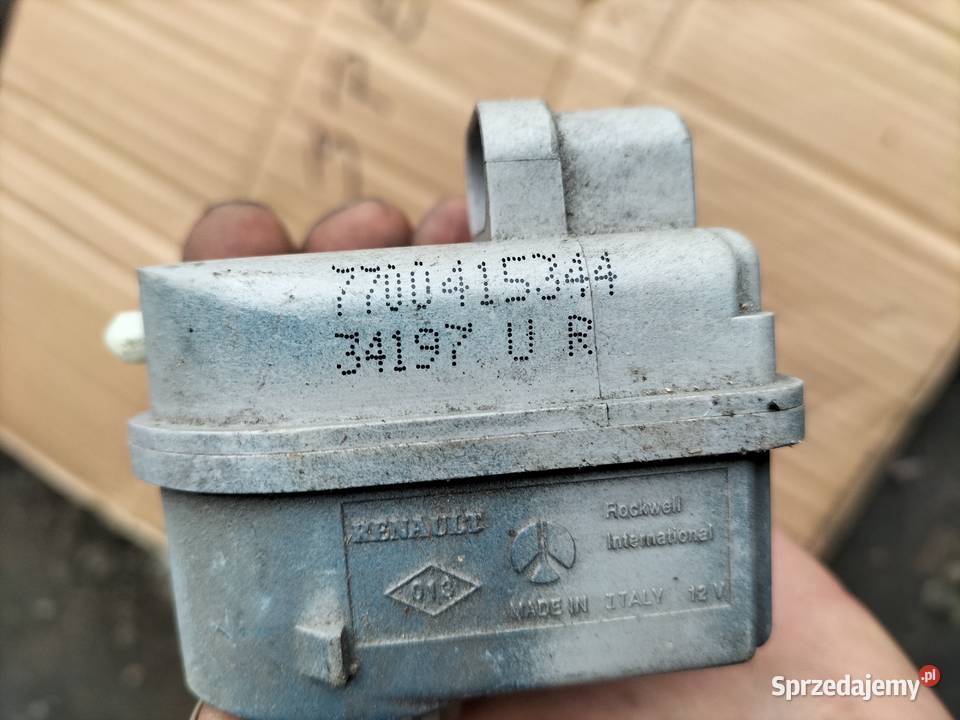 7700415344
34197 U R
RENAULT
Rockwell
International
013
MADE IN ITALY 12 V
Sprzedajemy.pl